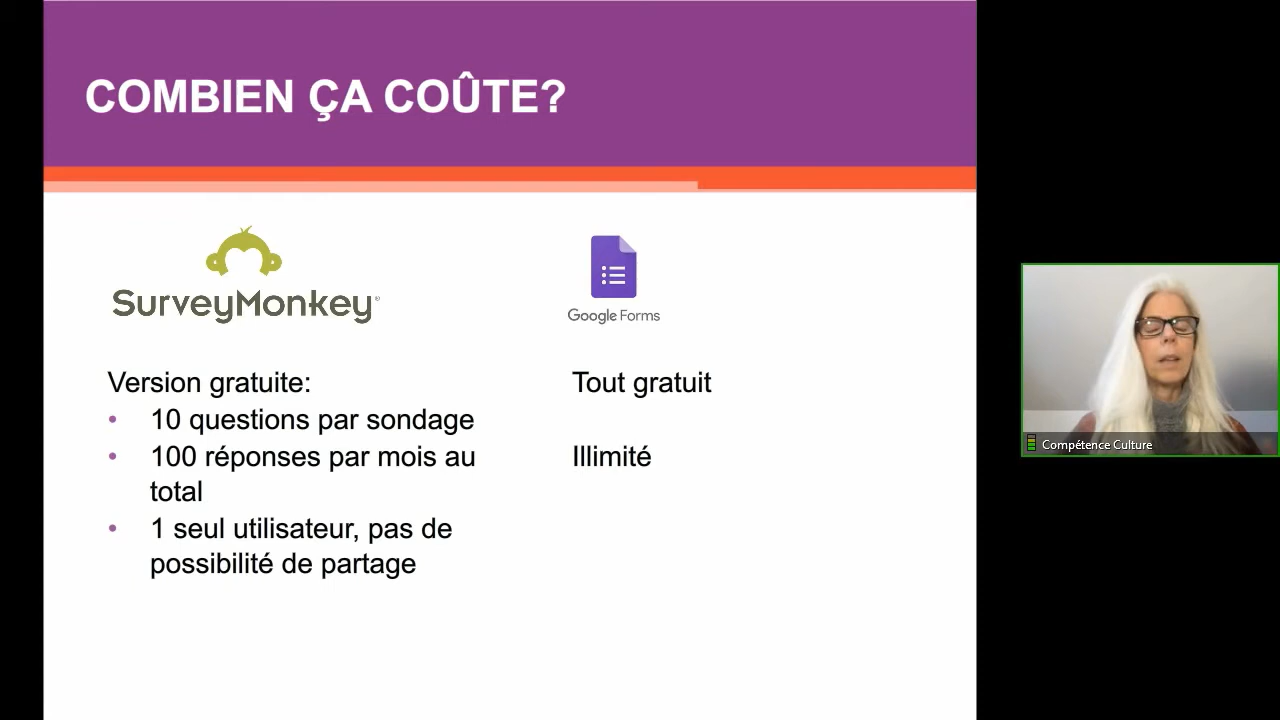 COMBIEN ÇA COÛTE?
SurveyMonkey®
Google Forms
Version gratuite:
• 10 questions par sondage
• 100 réponses par mois au
total
• 1 seul utilisateur, pas de
possibilité de partage
Tout gratuit
Illimité
Compétence Culture